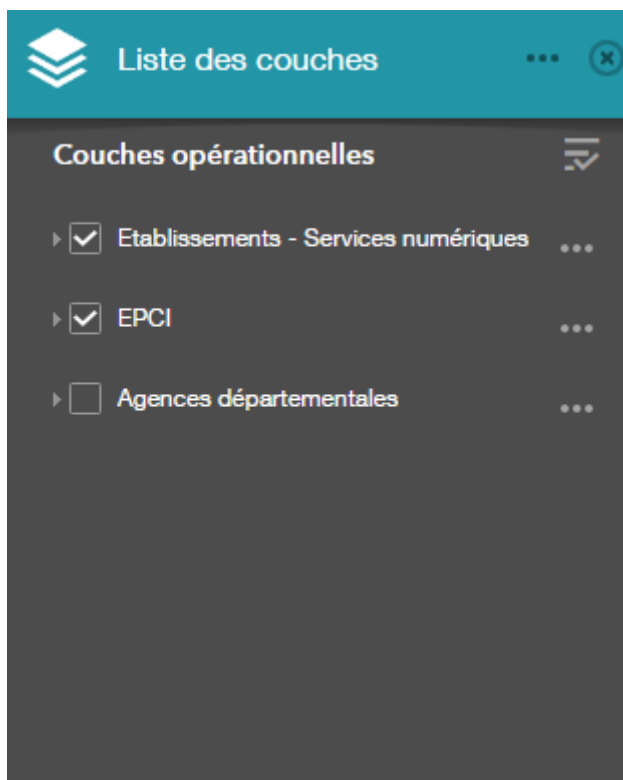 Liste des couches
Couches opérationnelles
Etablissements - Services numériques
EPCI
Agences départementales